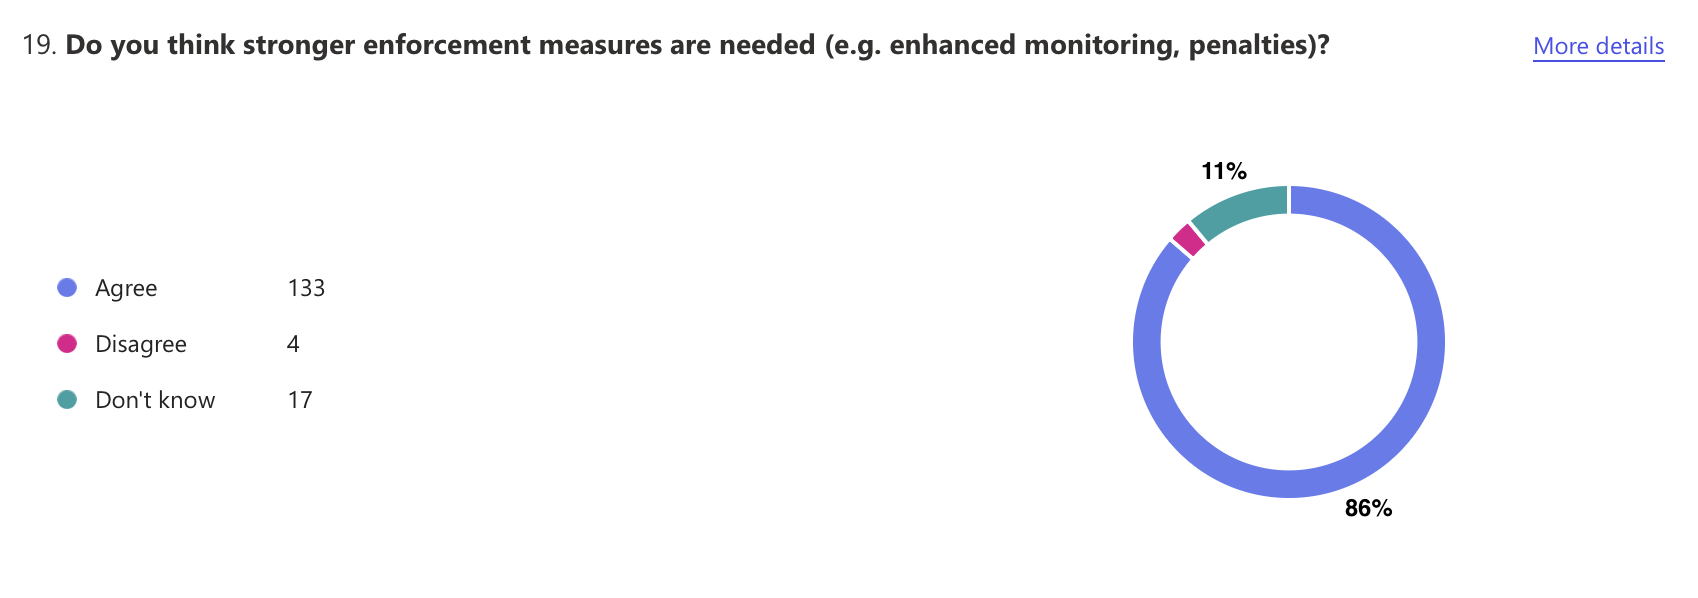 19. Do you think stronger enforcement measures are needed (e.g. enhanced monitoring, penalties)?
More details
11%
Agree 133
Disagree 4
Don't know 17
86%